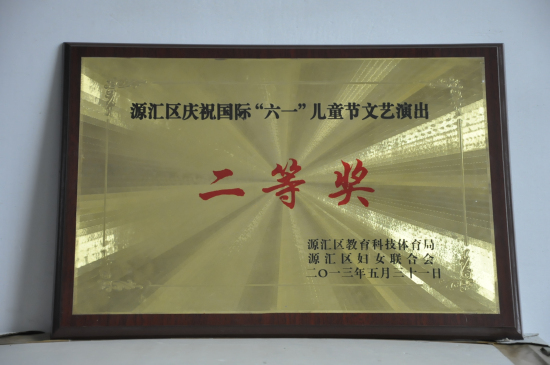 源汇区庆祝国际“六一”儿童节文艺演出
二等奖
源汇区教育科技体育局
源汇区妇女联合会
二〇一三年五月三十一日